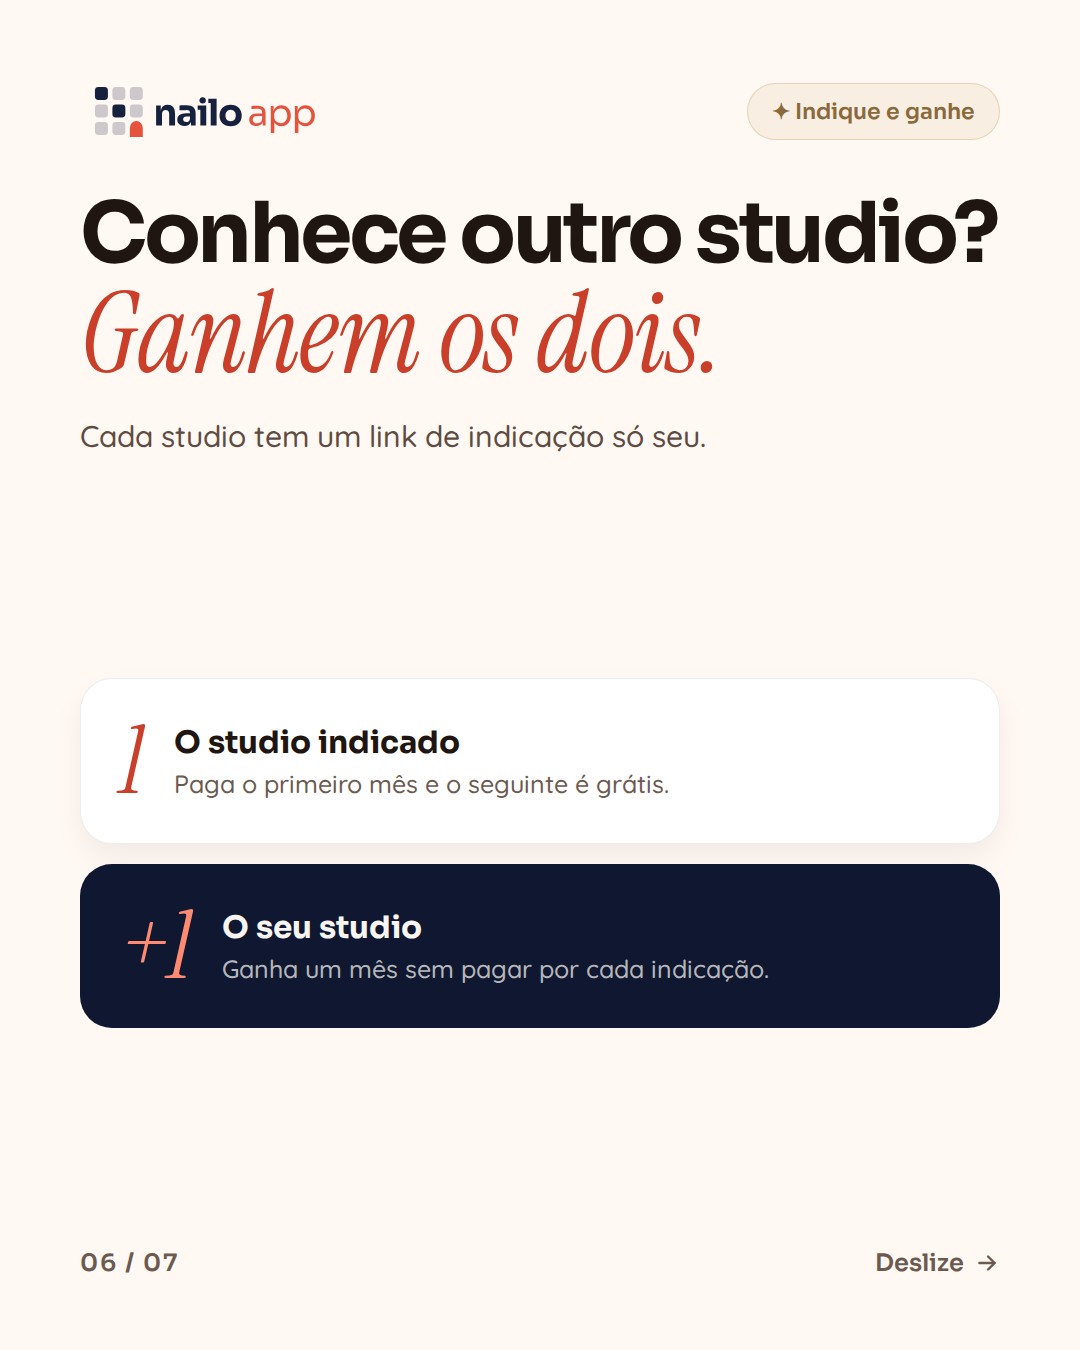 nailo app
✦ Indique e ganhe
Conhece outro studio?
Ganhem os dois.
Cada studio tem um link de indicação só seu.
1
O studio indicado
Paga o primeiro mês e o seguinte é grátis.
+1
O seu studio
Ganha um mês sem pagar por cada indicação.
06 / 07
Deslize →